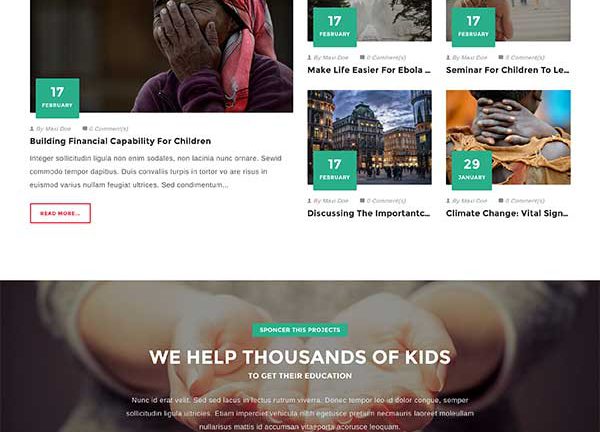 17
FEBRUARY
By Maxi Doe 0 Comment(s)
Building Financial Capability For Children
Integer sollicitudin ligula non enim sodales, non lacinia nunc ornare. Sewid
commodo tempor dapibus. Duis convallis turpis in tortor vo are risus in
euismod varius nullam feugiat ultrices. Sed condimentum...
READ MORE...
17
FEBRUARY
By Maxi Doe 0 Comment(s)
Make Life Easier For Ebola ...
17
FEBRUARY
By Maxi Doe 0 Comment(s)
Seminar For Children To Le...
17
FEBRUARY
By Maxi Doe 0 Comment(s)
Discussing The Importantc...
29
JANUARY
By Maxi Doe 0 Comment(s)
Climate Change: Vital Sign...
SPONCER THIS PROJECTS
WE HELP THOUSANDS OF KIDS
TO GET THEIR EDUCATION
Nunc id erat velit. Sed sed lacus in lectus rutrum viverra. Donec tempor leo id dolor congue, semper
sollicitudin ligula ultricies. Etiam imperdiet vehicula nibh egetusce pretium necmauris laoreet moleullam
nullarisus mattis id accumsan vitaporta acorusce leoquam.